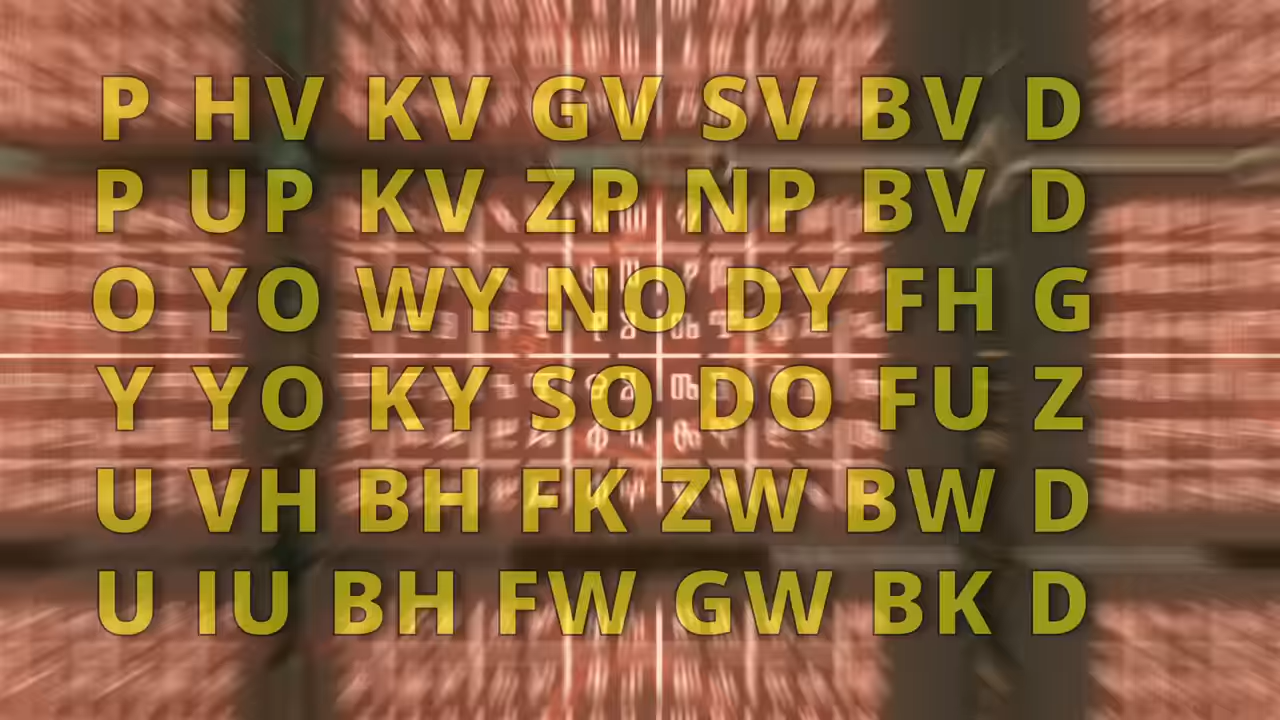 P HV KV GV SV BV D
P UP KV ZP NP BV D
O YO WY NO DY FH G
Y YO KY SO DO FU Z
U VH BH FK ZW BW D
U IU BH FW GW BK D